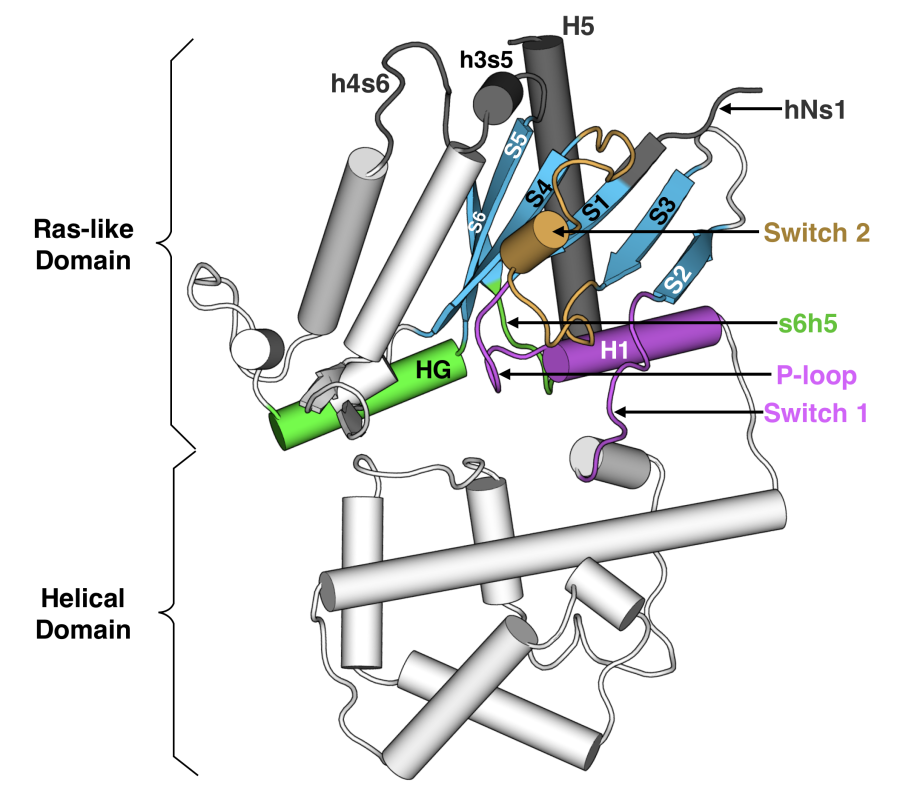 H5
h3s5
h4s6
hNs1
S5
S4
S1
S3
s6
Ras-like
Domain
Switch 2
S2
s6h5
H1
HG
P-loop
Switch 1
Helical
Domain